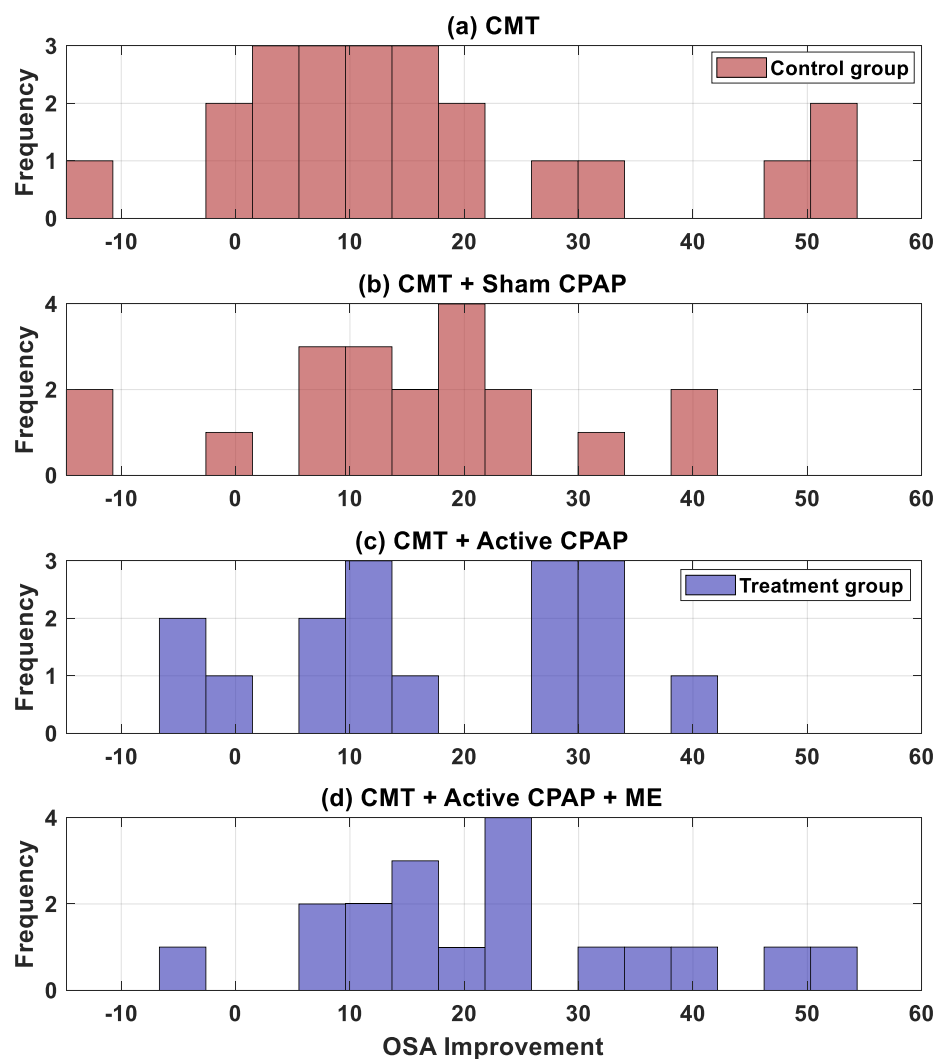 (a) CMT
Frequency
3
2
1
0
Control group
-10 0 10 20 30 40 50 60
(b) CMT + Sham CPAP
Frequency
4
2
0
-10 0 10 20 30 40 50 60
(c) CMT + Active CPAP
Frequency
3
2
1
0
Treatment group
-10 0 10 20 30 40 50 60
(d) CMT + Active CPAP + ME
Frequency
4
2
0
-10 0 10 20 30 40 50 60
OSA Improvement